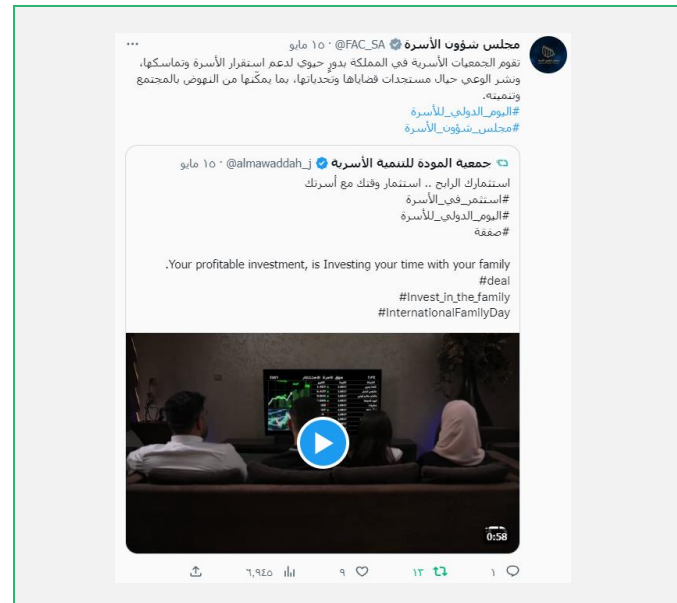 مجلس شؤون الأسرة @FAC_SA · ١٥ مايو
تقوم الجمعيات الأسرية في المملكة بدورٍ حيوي لدعم استقرار الأسرة وتماسكها،
ونشر الوعي حيال مستجدات قضاياها وتحدياتها، بما يمكّنها من النهوض بالمجتمع
وتنميته.
#اليوم_الدولي_للأسرة
#مجلس_شؤون_الأسرة
جمعية المودة للتنمية الأسرية @almawaddah_j · ١٥ مايو
استثمارك الرابح .. استثمار وقتك مع أسرتك
#استثمر_في_الأسرة
#اليوم_الدولي_للأسرة
#صفقة
Your profitable investment, is Investing your time with your family.
#deal
#Invest_in_the_family
#InternationalFamilyDay
0:58
١ ١٣ ٩ ٦,٩٤٥